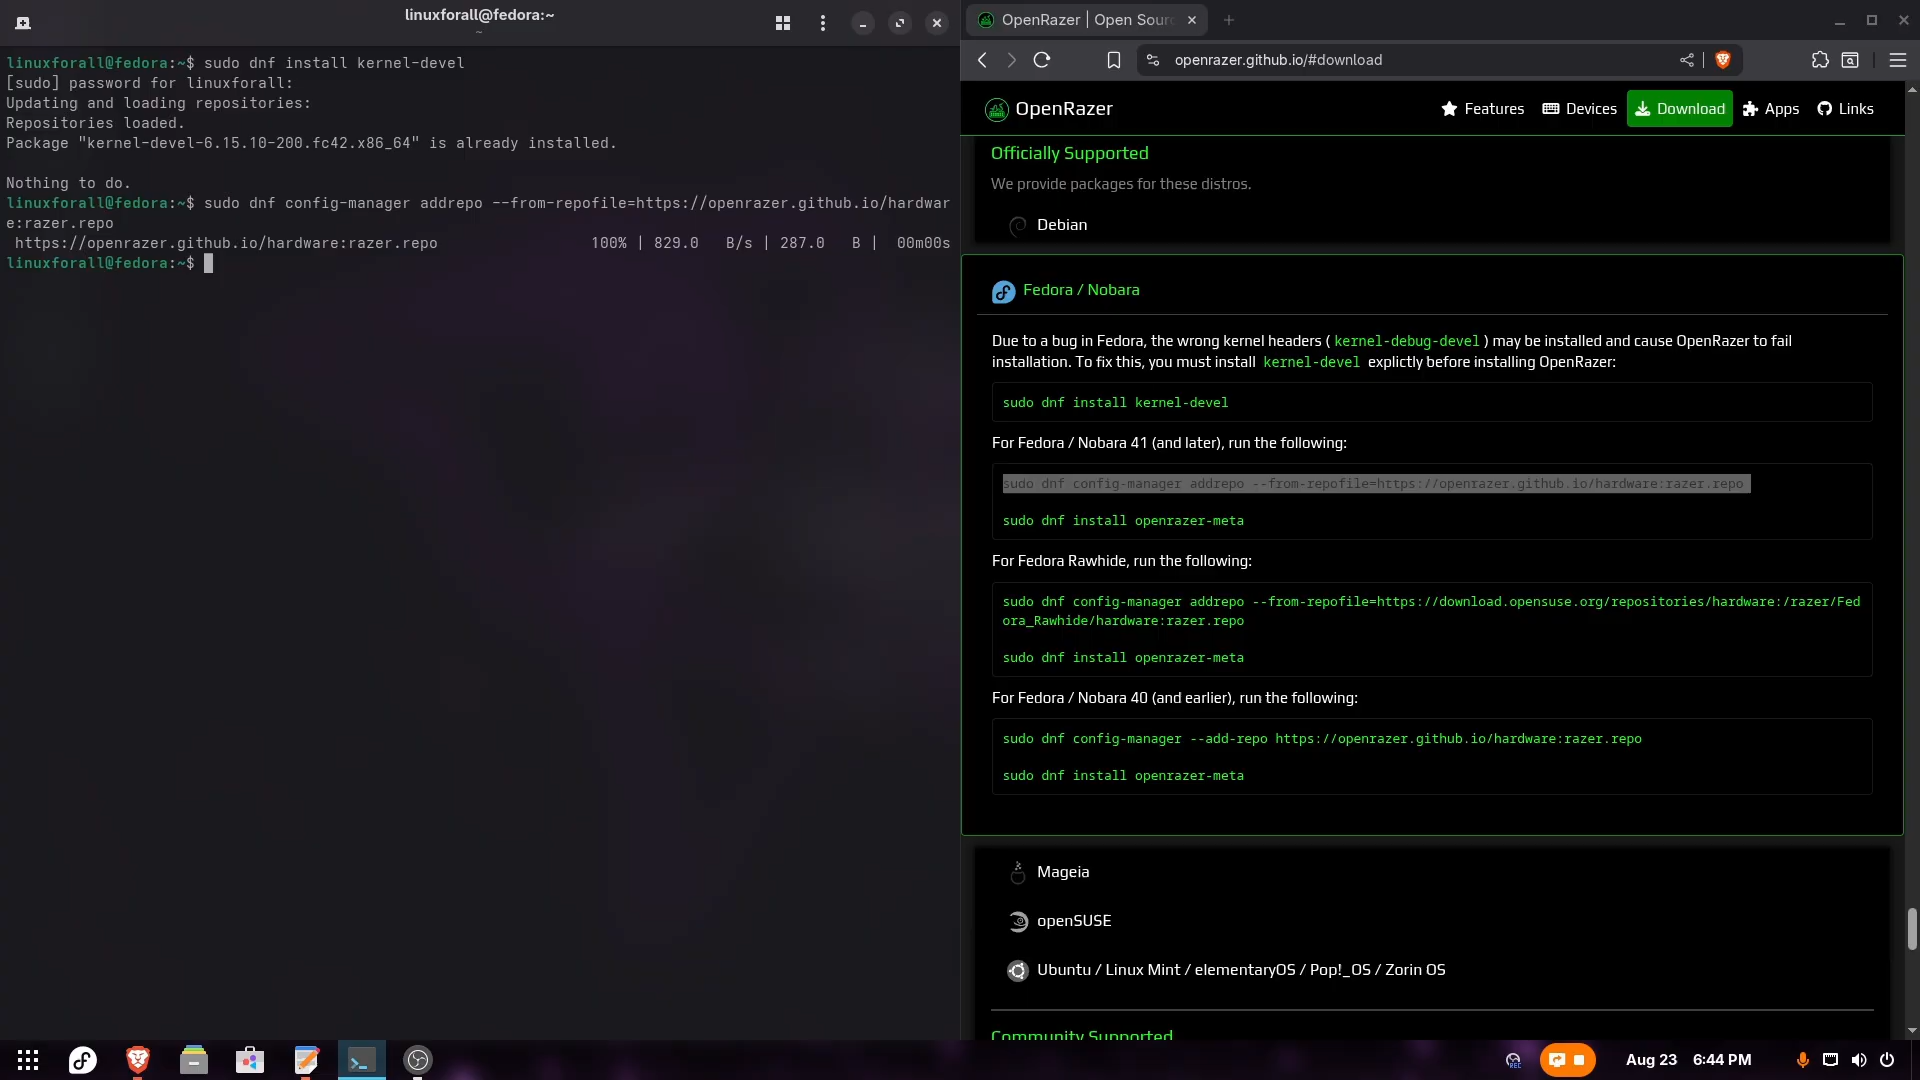 linuxforall@fedora:~
~
linuxforall@fedora:~$ sudo dnf install kernel-devel
[sudo] password for linuxforall:
Updating and loading repositories:
Repositories loaded.
Package "kernel-devel-6.15.10-200.fc42.x86_64" is already installed.
Nothing to do.
linuxforall@fedora:~$ sudo dnf config-manager addrepo --from-repofile=https://openrazer.github.io/hardwar
e:razer.repo
https://openrazer.github.io/hardware:razer.repo 100% | 829.0 B/s | 287.0 B | 00m00s
linuxforall@fedora:~$
OpenRazer | Open Sourc
openrazer.github.io/#download
OpenRazer Features Devices Download Apps Links
Officially Supported
We provide packages for these distros.
Debian
Fedora / Nobara
Due to a bug in Fedora, the wrong kernel headers ( kernel-debug-devel ) may be installed and cause OpenRazer to fail
installation. To fix this, you must install kernel-devel explictly before installing OpenRazer:
sudo dnf install kernel-devel
For Fedora / Nobara 41 (and later), run the following:
sudo dnf config-manager addrepo --from-repofile=https://openrazer.github.io/hardware:razer.repo
sudo dnf install openrazer-meta
For Fedora Rawhide, run the following:
sudo dnf config-manager addrepo --from-repofile=https://download.opensuse.org/repositories/hardware:/razer/Fed
ora_Rawhide/hardware:razer.repo
sudo dnf install openrazer-meta
For Fedora / Nobara 40 (and earlier), run the following:
sudo dnf config-manager --add-repo https://openrazer.github.io/hardware:razer.repo
sudo dnf install openrazer-meta
Mageia
openSUSE
Ubuntu / Linux Mint / elementaryOS / Pop!_OS / Zorin OS
Community Supported
REC
Aug 23 6:44 PM